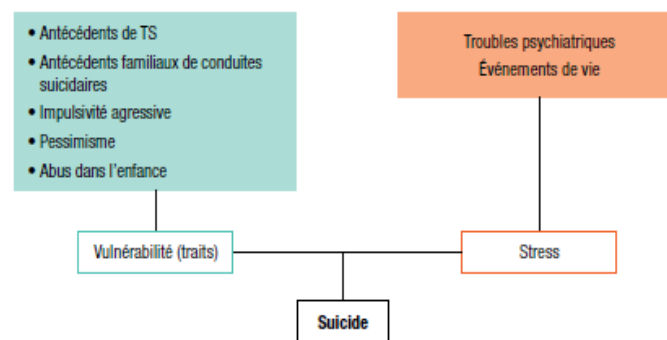 • Antécédents de TS
• Antécédents familiaux de conduites
suicidaires
• Impulsivité agressive
• Pessimisme
• Abus dans l'enfance
Troubles psychiatriques
Événements de vie
Vulnérabilité (traits)
Stress
Suicide